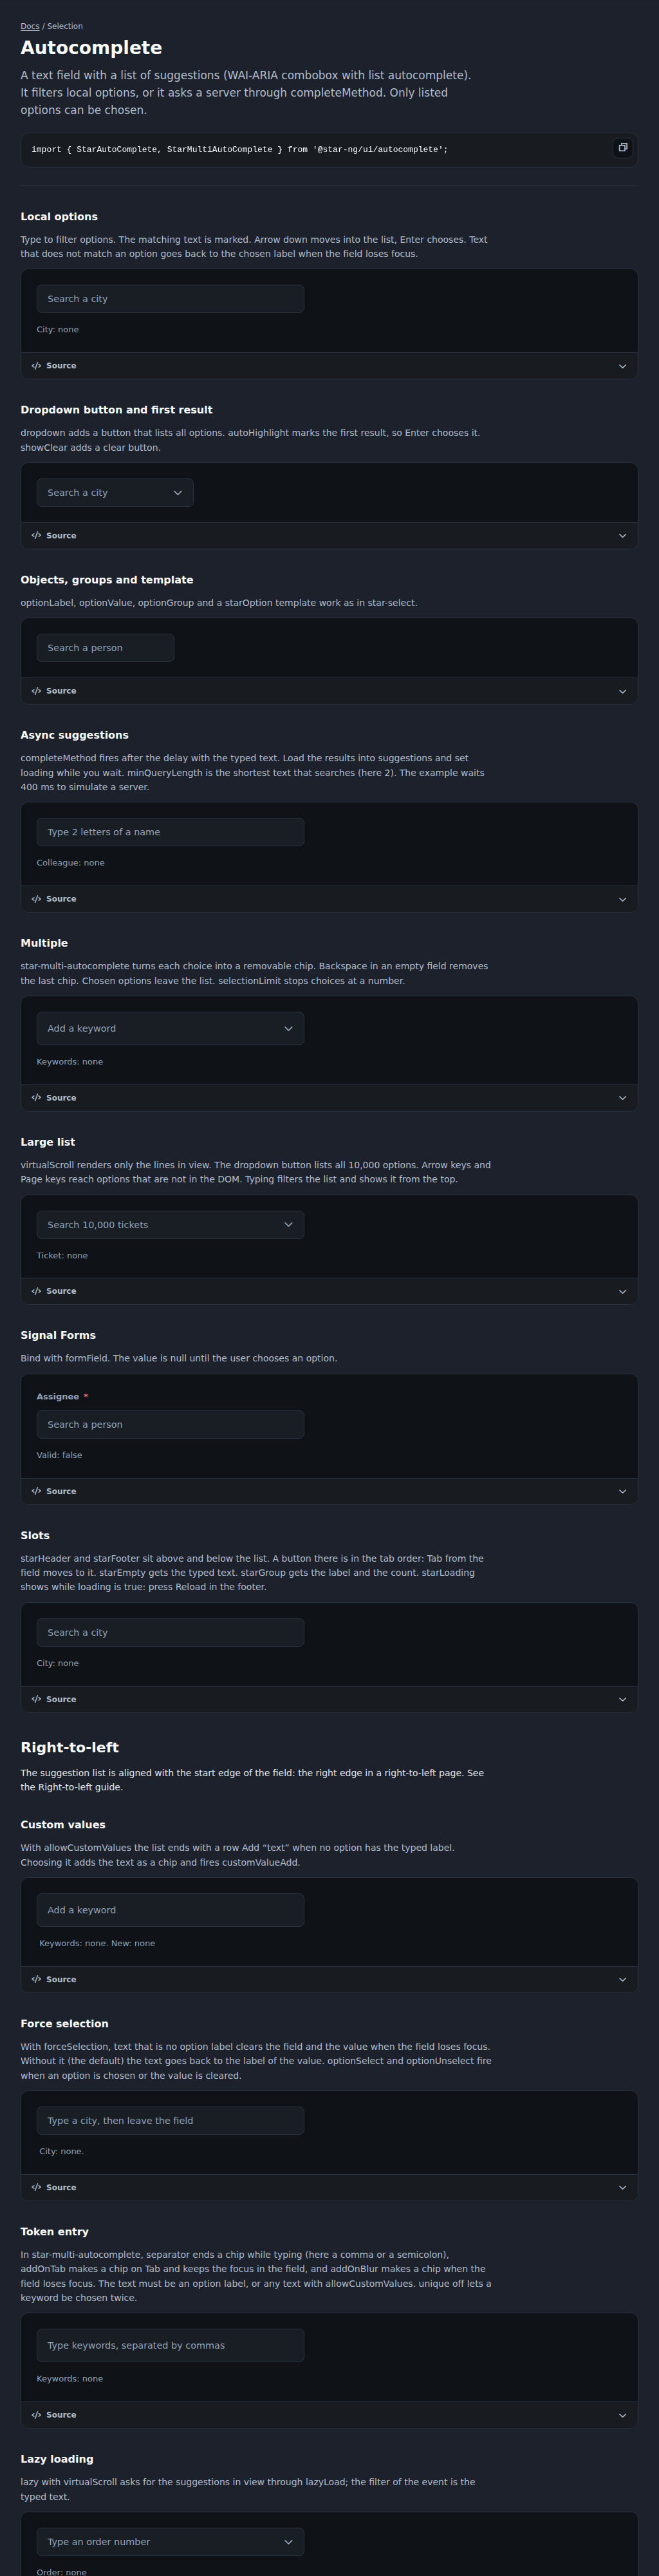 Docs / Selection
Autocomplete
A text field with a list of suggestions (WAI-ARIA combobox with list autocomplete).
It filters local options, or it asks a server through completeMethod. Only listed
options can be chosen.
import { StarAutoComplete, StarMultiAutoComplete } from '@star-ng/ui/autocomplete';
Local options
Type to filter options. The matching text is marked. Arrow down moves into the list, Enter chooses. Text
that does not match an option goes back to the chosen label when the field loses focus.
Search a city
City: none
Source
Dropdown button and first result
dropdown adds a button that lists all options. autoHighlight marks the first result, so Enter chooses it.
showClear adds a clear button.
Search a city
Source
Objects, groups and template
optionLabel, optionValue, optionGroup and a starOption template work as in star-select.
Search a person
Source
Async suggestions
completeMethod fires after the delay with the typed text. Load the results into suggestions and set
loading while you wait. minQueryLength is the shortest text that searches (here 2). The example waits
400 ms to simulate a server.
Type 2 letters of a name
Colleague: none
Source
Multiple
star-multi-autocomplete turns each choice into a removable chip. Backspace in an empty field removes
the last chip. Chosen options leave the list. selectionLimit stops choices at a number.
Add a keyword
Keywords: none
Source
Large list
virtualScroll renders only the lines in view. The dropdown button lists all 10,000 options. Arrow keys and
Page keys reach options that are not in the DOM. Typing filters the list and shows it from the top.
Search 10,000 tickets
Ticket: none
Source
Signal Forms
Bind with formField. The value is null until the user chooses an option.
Assignee *
Search a person
Valid: false
Source
Slots
starHeader and starFooter sit above and below the list. A button there is in the tab order: Tab from the
field moves to it. starEmpty gets the typed text. starGroup gets the label and the count. starLoading
shows while loading is true: press Reload in the footer.
Search a city
City: none
Source
Right-to-left
The suggestion list is aligned with the start edge of the field: the right edge in a right-to-left page. See
the Right-to-left guide.
Custom values
With allowCustomValues the list ends with a row Add “text” when no option has the typed label.
Choosing it adds the text as a chip and fires customValueAdd.
Add a keyword
Keywords: none. New: none
Source
Force selection
With forceSelection, text that is no option label clears the field and the value when the field loses focus.
Without it (the default) the text goes back to the label of the value. optionSelect and optionUnselect fire
when an option is chosen or the value is cleared.
Type a city, then leave the field
City: none.
Source
Token entry
In star-multi-autocomplete, separator ends a chip while typing (here a comma or a semicolon),
addOnTab makes a chip on Tab and keeps the focus in the field, and addOnBlur makes a chip when the
field loses focus. The text must be an option label, or any text with allowCustomValues. unique off lets a
keyword be chosen twice.
Type keywords, separated by commas
Keywords: none
Source
Lazy loading
lazy with virtualScroll asks for the suggestions in view through lazyLoad; the filter of the event is the
typed text.
Type an order number
Order: none